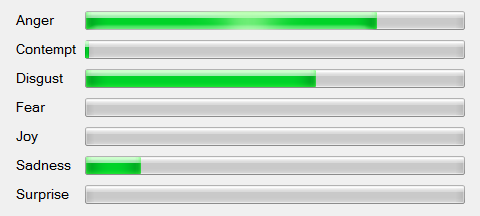 Anger
Contempt
Disgust
Fear
Joy
Sadness
Surprise